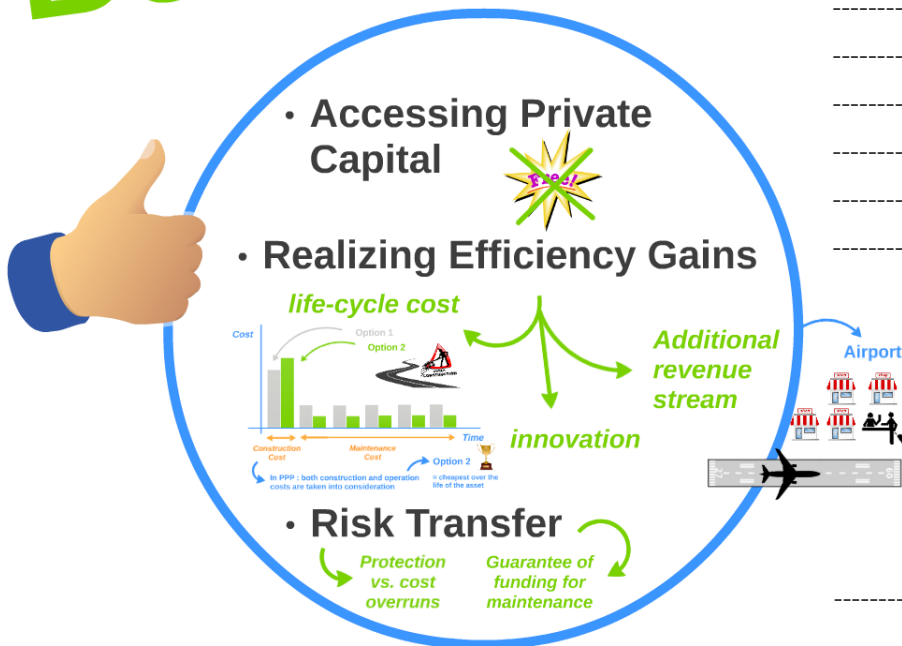 • Accessing Private
Capital
Free!
• Realizing Efficiency Gains
life-cycle cost
Cost
Option 1
Option 2
Time
Construction
Cost
Maintenance
Cost
In PPP : both construction and operation
costs are taken into consideration
Option 2
= cheapest over the
life of the asset
innovation
Additional
revenue
stream
Airport
• Risk Transfer
Protection
vs. cost
overruns
Guarantee of
funding for
maintenance
27
09